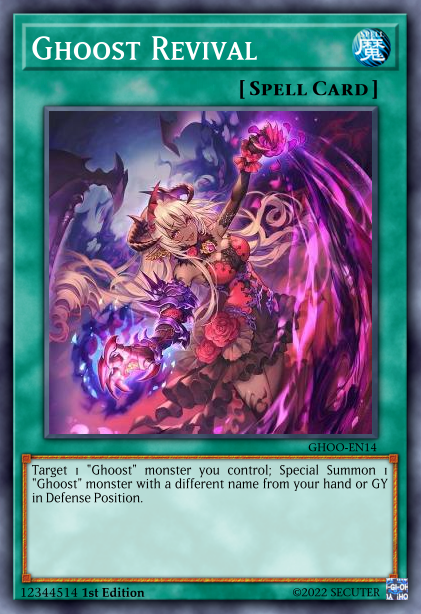 Ghoost Revival
魔
[ Spell Card ]
GHOO-EN14
Target 1 "Ghoost" monster you control; Special Summon 1
"Ghoost" monster with a different name from your hand or GY
in Defense Position.
12344514 1st Edition
©2022 SECUTER